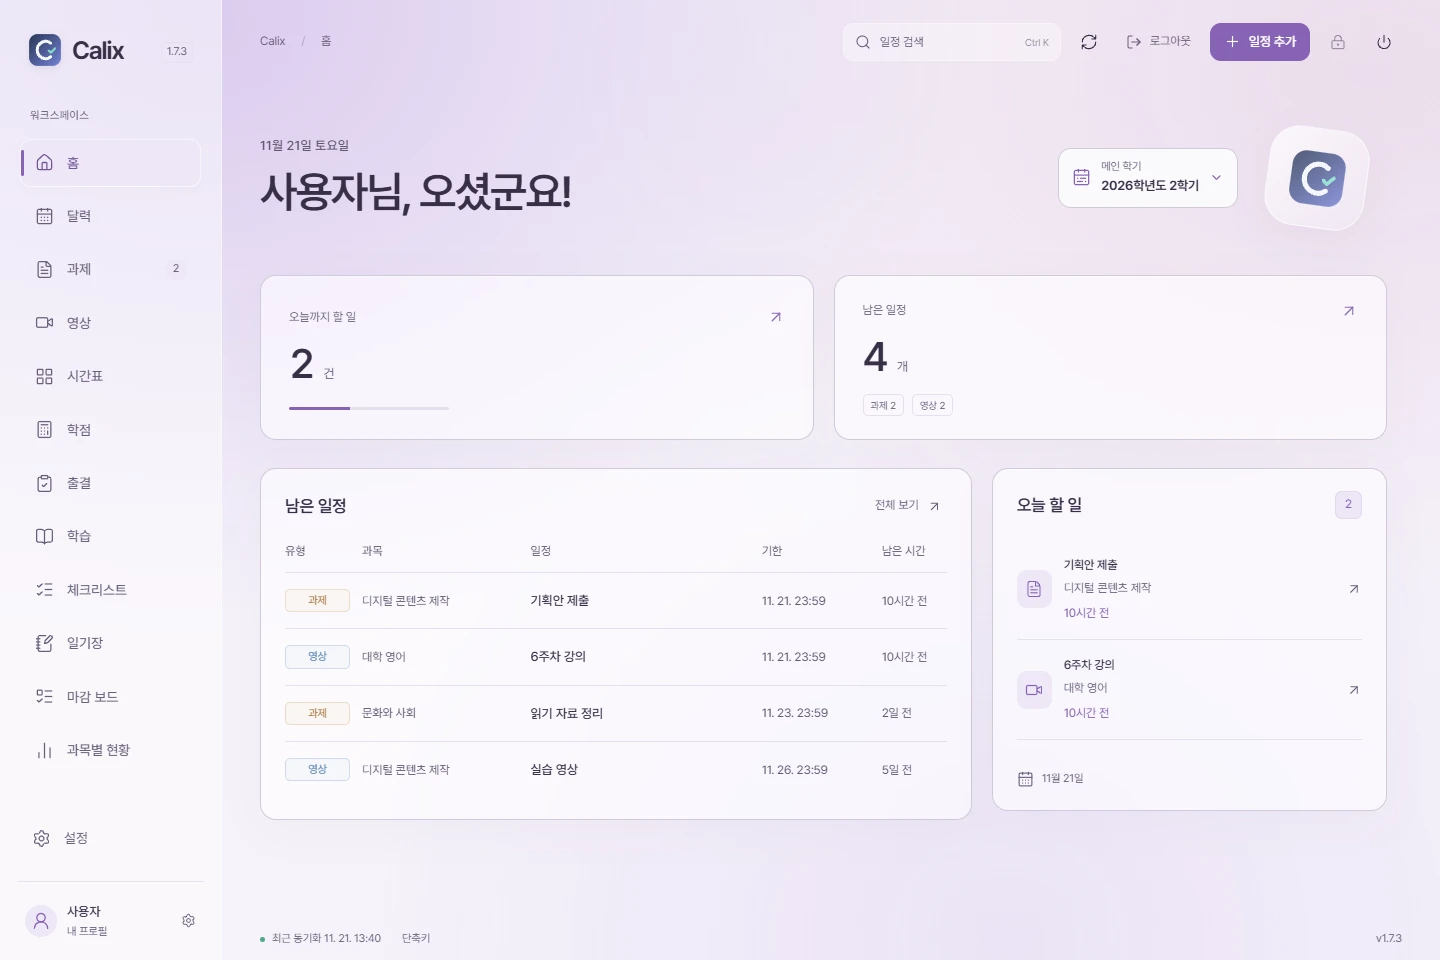 Calix
1.7.3
워크스페이스
홈
달력
과제
2
영상
시간표
학점
출결
학습
체크리스트
일기장
마감 보드
과목별 현황
설정
사용자
내 프로필
Calix / 홈
일정 검색
Ctrl K
로그아웃
일정 추가
11월 21일 토요일
사용자님, 오셨군요!
메인 학기
2026학년도 2학기
오늘까지 할 일
2 건
남은 일정
4 개
과제 2
영상 2
남은 일정
전체 보기
유형 과목 일정 기한 남은 시간
과제 디지털 콘텐츠 제작 기획안 제출 11. 21. 23:59 10시간 전
영상 대학 영어 6주차 강의 11. 21. 23:59 10시간 전
과제 문화와 사회 읽기 자료 정리 11. 23. 23:59 2일 전
영상 디지털 콘텐츠 제작 실습 영상 11. 26. 23:59 5일 전
오늘 할 일
2
기획안 제출
디지털 콘텐츠 제작
10시간 전
6주차 강의
대학 영어
10시간 전
11월 21일
최근 동기화 11. 21. 13:40
단축키
v1.7.3